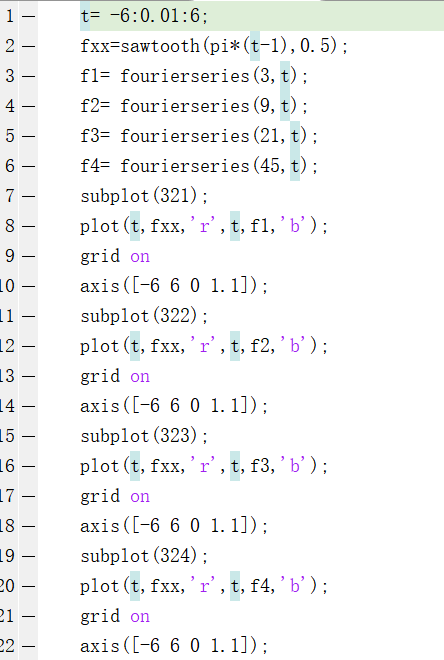 1 — t= -6:0.01:6;
2 — fxx=sawtooth(pi*(t-1),0.5);
3 — f1= fourierseries(3,t);
4 — f2= fourierseries(9,t);
5 — f3= fourierseries(21,t);
6 — f4= fourierseries(45,t);
7 — subplot(321);
8 — plot(t,fxx,'r',t,f1,'b');
9 — grid on
10 — axis([-6 6 0 1.1]);
11 — subplot(322);
12 — plot(t,fxx,'r',t,f2,'b');
13 — grid on
14 — axis([-6 6 0 1.1]);
15 — subplot(323);
16 — plot(t,fxx,'r',t,f3,'b');
17 — grid on
18 — axis([-6 6 0 1.1]);
19 — subplot(324);
20 — plot(t,fxx,'r',t,f4,'b');
21 — grid on
22 — axis([-6 6 0 1.1]);